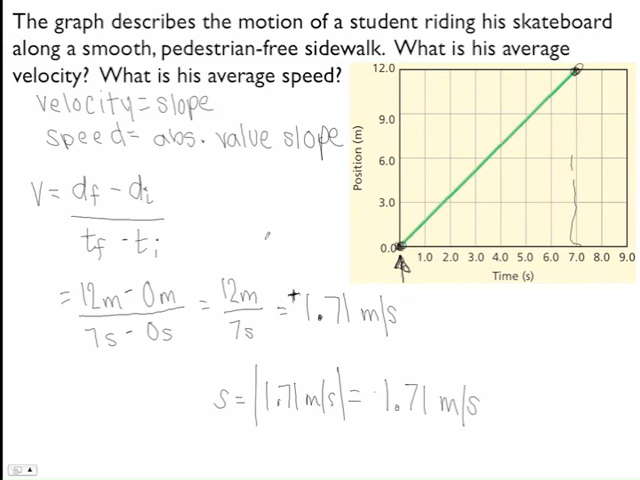 The graph describes the motion of a student riding his skateboard
along a smooth, pedestrian-free sidewalk. What is his average
velocity? What is his average speed?
velocity = slope
speed = abs. value slope
V = df - di
tf - ti
= 12m - 0m = 12m = +1.71 m/s
7s - 0s 7s
s = |1.71 m/s| = 1.71 m/s
12.0
9.0
6.0
3.0
0.0
Position (m)
1.0 2.0 3.0 4.0 5.0 6.0 7.0 8.0 9.0
Time (s)